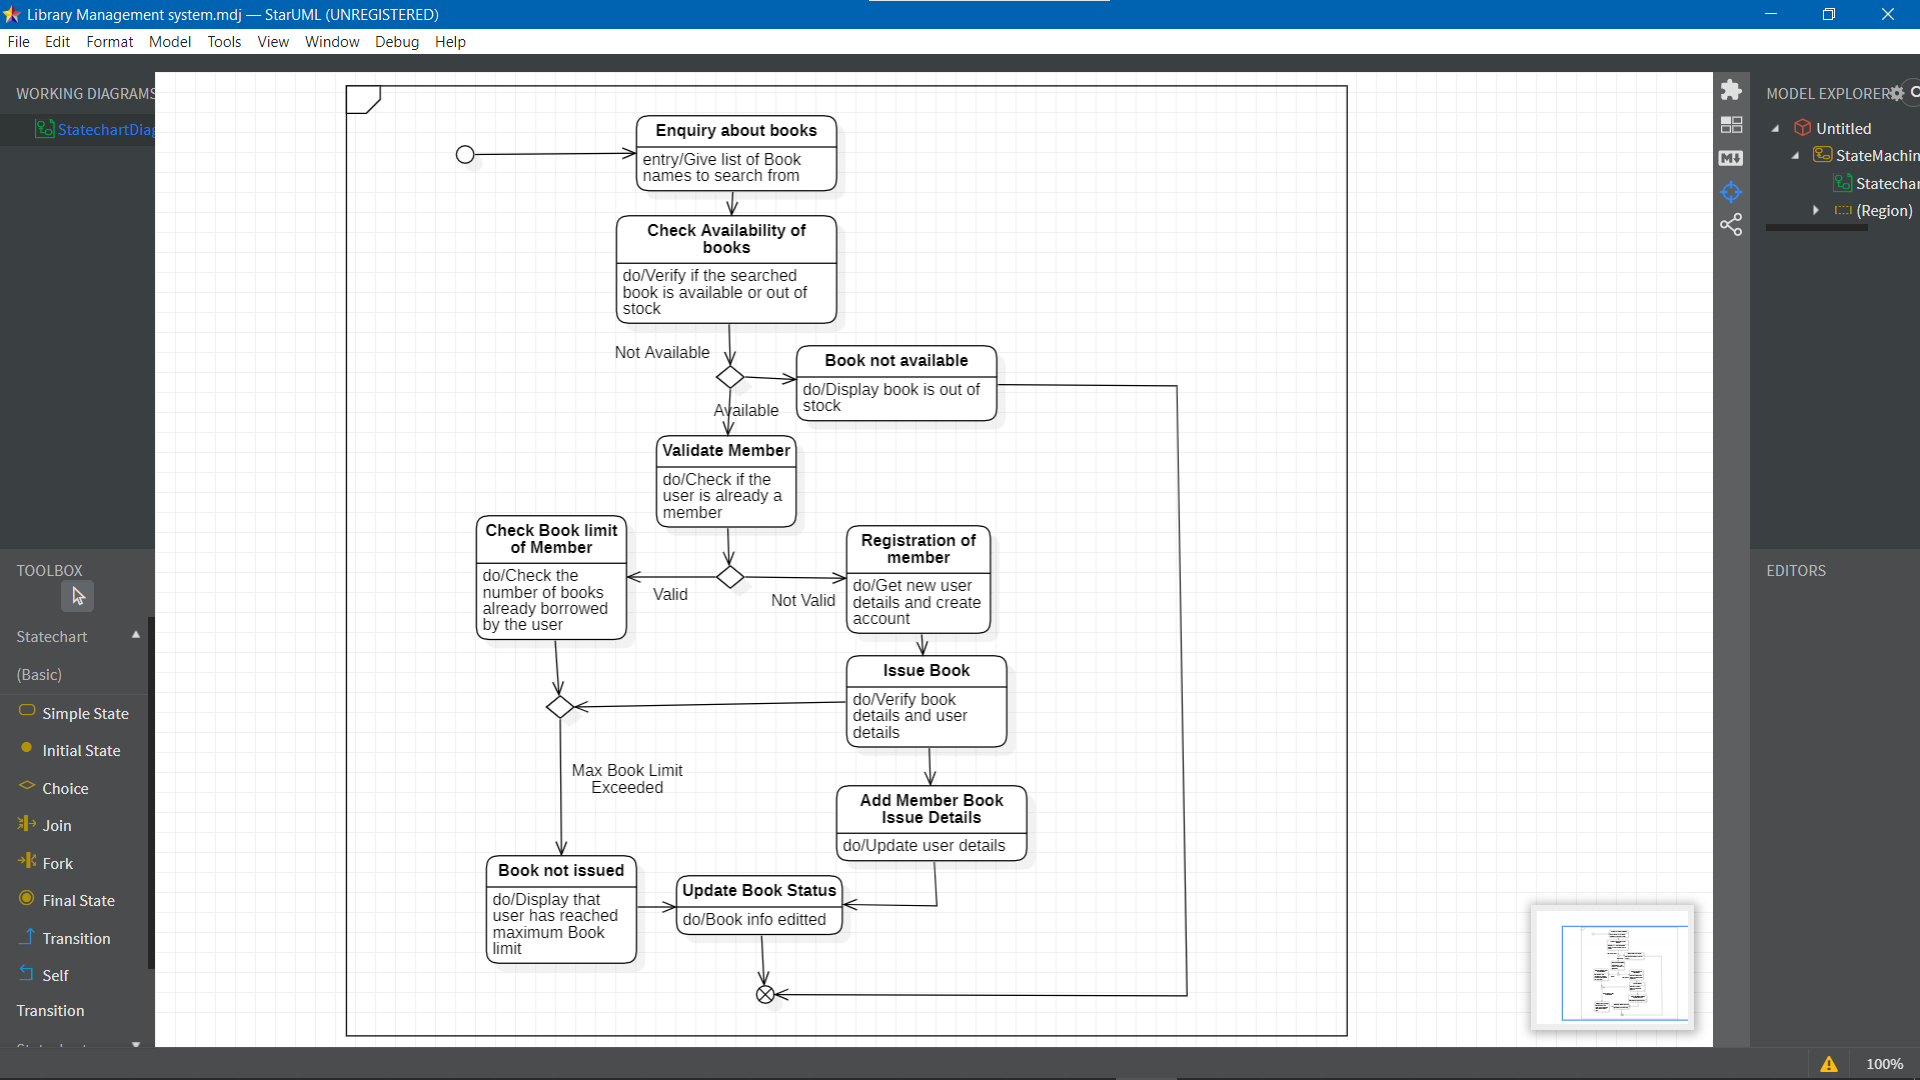 Library Management system.mdj — StarUML (UNREGISTERED)
File Edit Format Model Tools View Window Debug Help
WORKING DIAGRAMS
StatechartDiag
TOOLBOX
Statechart
(Basic)
Simple State
Initial State
Choice
Join
Fork
Final State
Transition
Self
Transition
Enquiry about books
entry/Give list of Book
names to search from
Check Availability of
books
do/Verify if the searched
book is available or out of
stock
Not Available
Book not available
do/Display book is out of
stock
Available
Validate Member
do/Check if the
user is already a
member
Check Book limit
of Member
do/Check the
number of books
already borrowed
by the user
Valid
Not Valid
Registration of
member
do/Get new user
details and create
account
Issue Book
do/Verify book
details and user
details
Max Book Limit
Exceeded
Add Member Book
Issue Details
do/Update user details
Book not issued
do/Display that
user has reached
maximum Book
limit
Update Book Status
do/Book info editted
MODEL EXPLORER
Untitled
StateMachin
Statechar
(Region)
EDITORS
M
100%